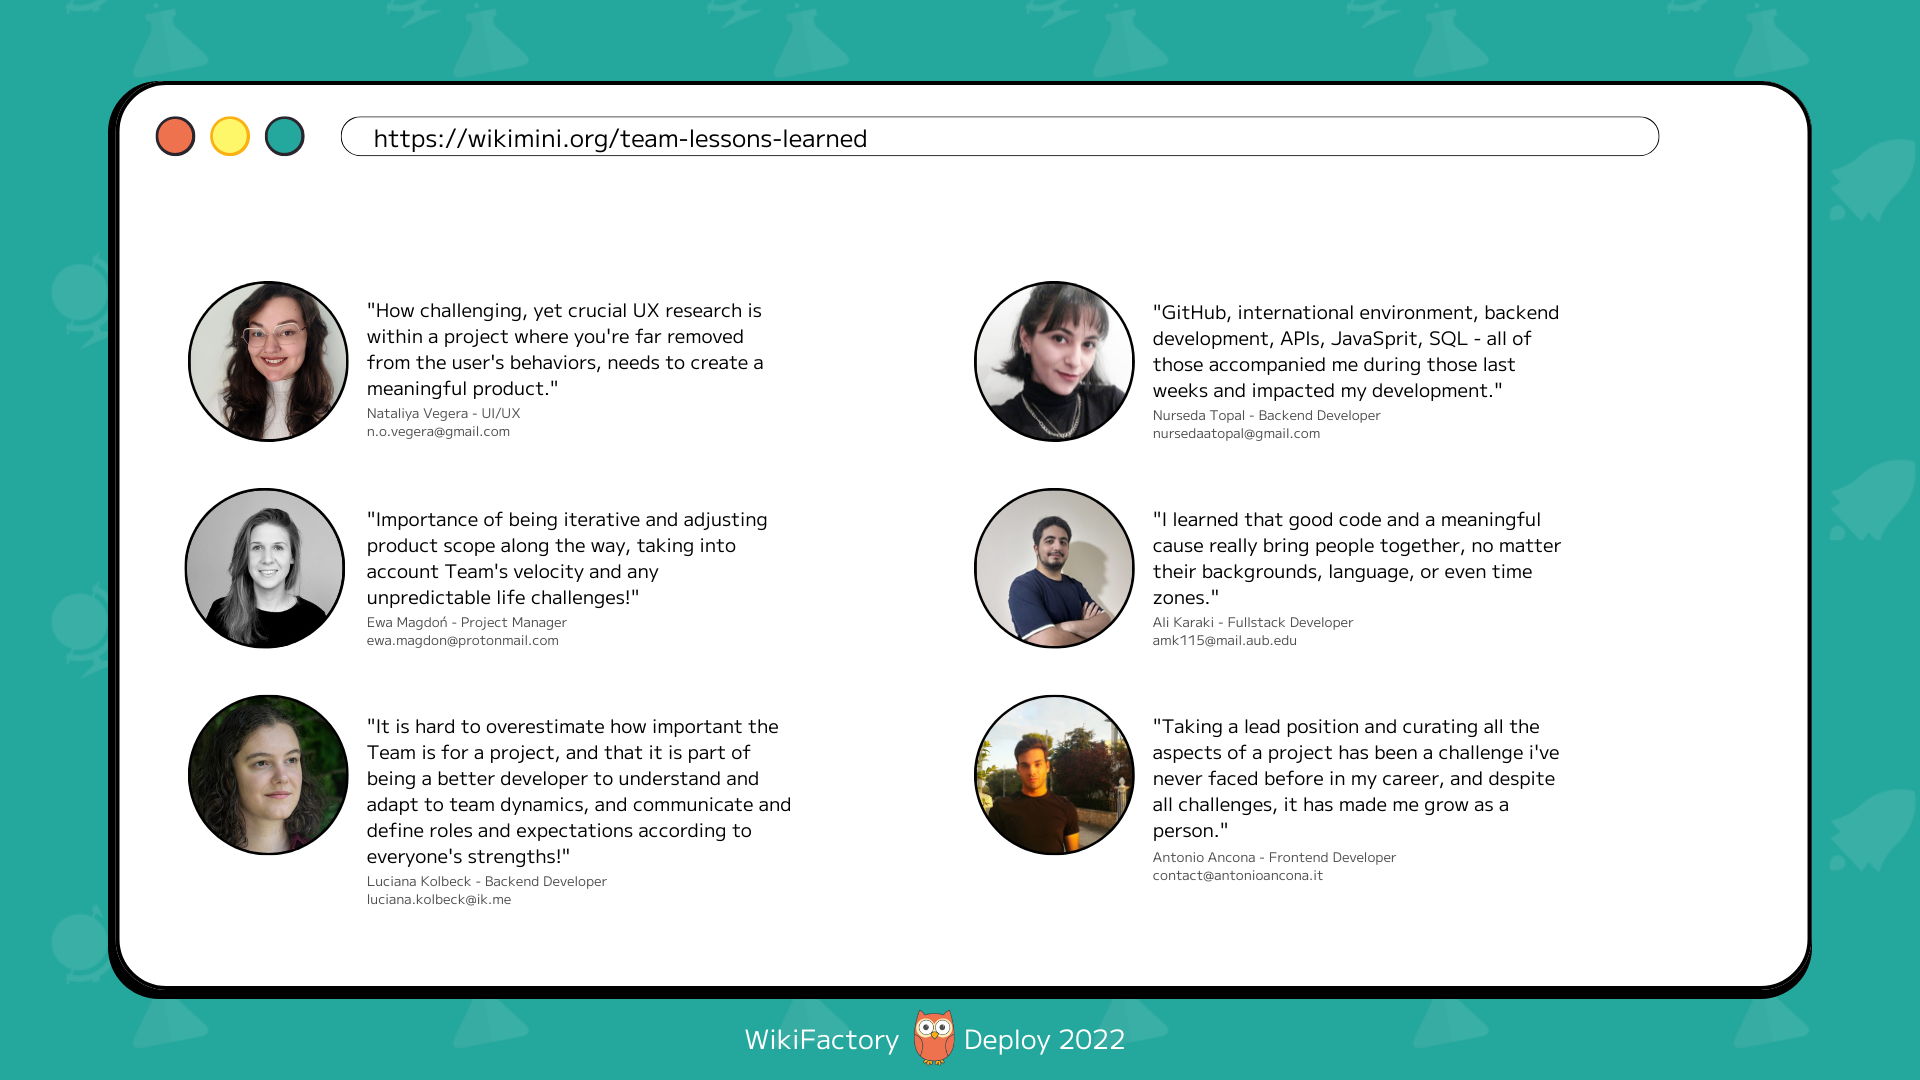 https://wikimini.org/team-lessons-learned
"How challenging, yet crucial UX research is
within a project where you're far removed
from the user's behaviors, needs to create a
meaningful product."
Nataliya Vegera - UI/UX
n.o.vegera@gmail.com
"Importance of being iterative and adjusting
product scope along the way, taking into
account Team's velocity and any
unpredictable life challenges!"
Ewa Magdoń - Project Manager
ewa.magdon@protonmail.com
"It is hard to overestimate how important the
Team is for a project, and that it is part of
being a better developer to understand and
adapt to team dynamics, and communicate and
define roles and expectations according to
everyone's strengths!"
Luciana Kolbeck - Backend Developer
luciana.kolbeck@ik.me
"GitHub, international environment, backend
development, APIs, JavaSprit, SQL - all of
those accompanied me during those last
weeks and impacted my development."
Nurseda Topal - Backend Developer
nursedaatopal@gmail.com
"I learned that good code and a meaningful
cause really bring people together, no matter
their backgrounds, language, or even time
zones."
Ali Karaki - Fullstack Developer
amk115@mail.aub.edu
"Taking a lead position and curating all the
aspects of a project has been a challenge i've
never faced before in my career, and despite
all challenges, it has made me grow as a
person."
Antonio Ancona - Frontend Developer
contact@antonioancona.it
WikiFactory Deploy 2022